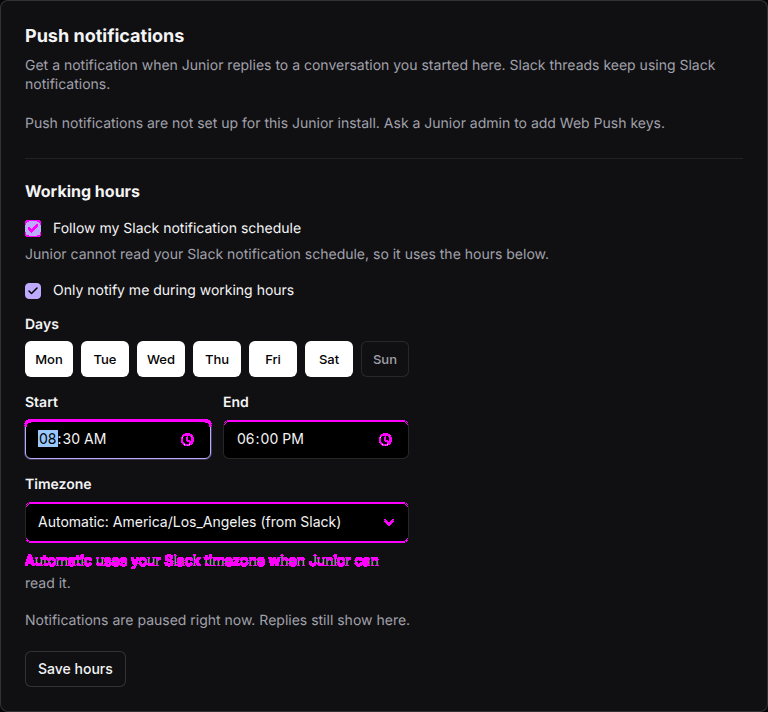 Push notifications
Get a notification when Junior replies to a conversation you started here. Slack threads keep using Slack
notifications.
Push notifications are not set up for this Junior install. Ask a Junior admin to add Web Push keys.
Working hours
Follow my Slack notification schedule
Junior cannot read your Slack notification schedule, so it uses the hours below.
Only notify me during working hours
Days
Mon Tue Wed Thu Fri Sat Sun
Start End
08:30 AM 06:00 PM
Timezone
Automatic: America/Los_Angeles (from Slack)
Automatic uses your Slack timezone when Junior can
read it.
Notifications are paused right now. Replies still show here.
Save hours